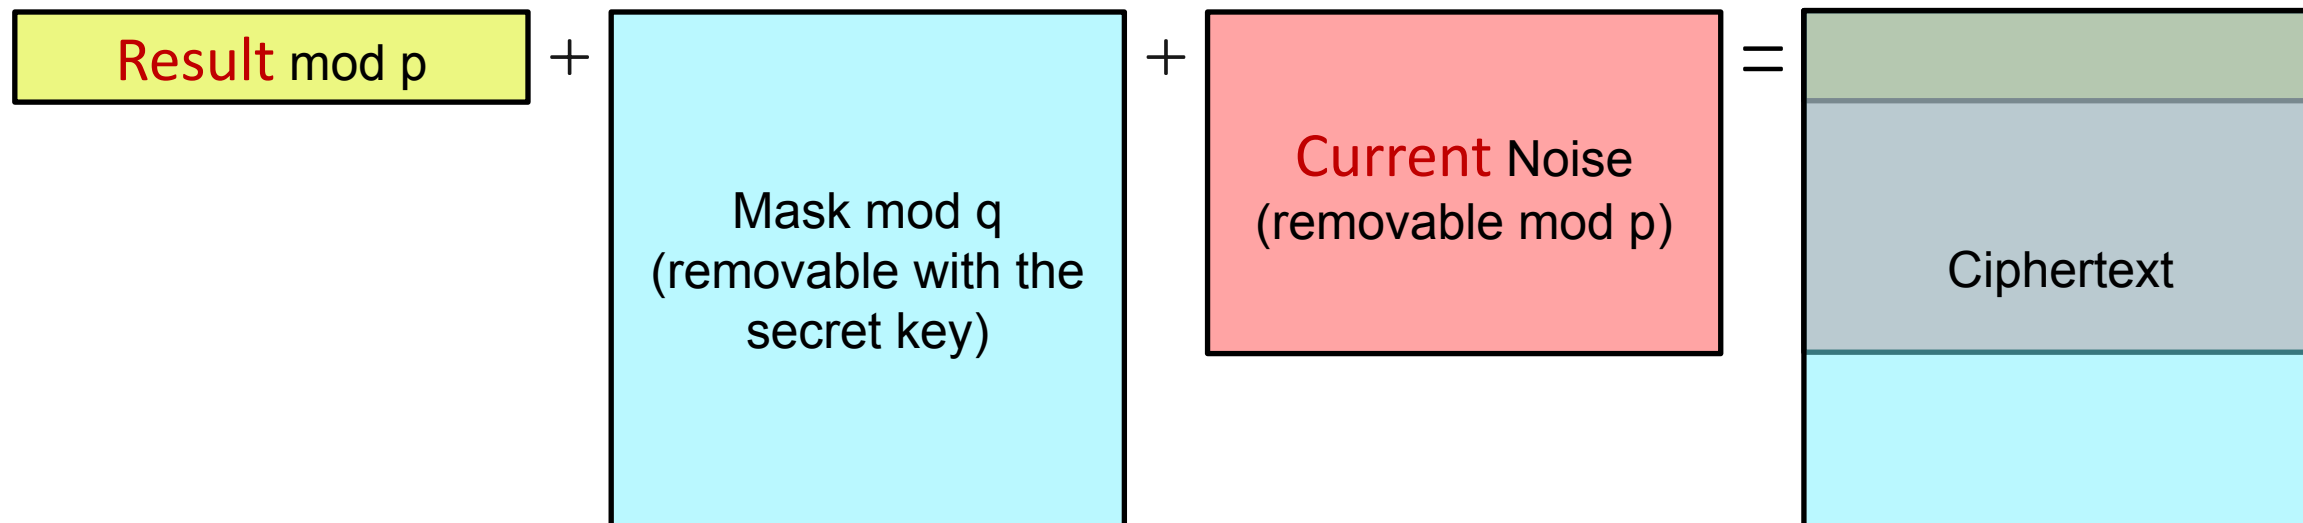 Result mod p
+
Mask mod q
(removable with the
secret key)
+
Current Noise
(removable mod p)
=
Ciphertext